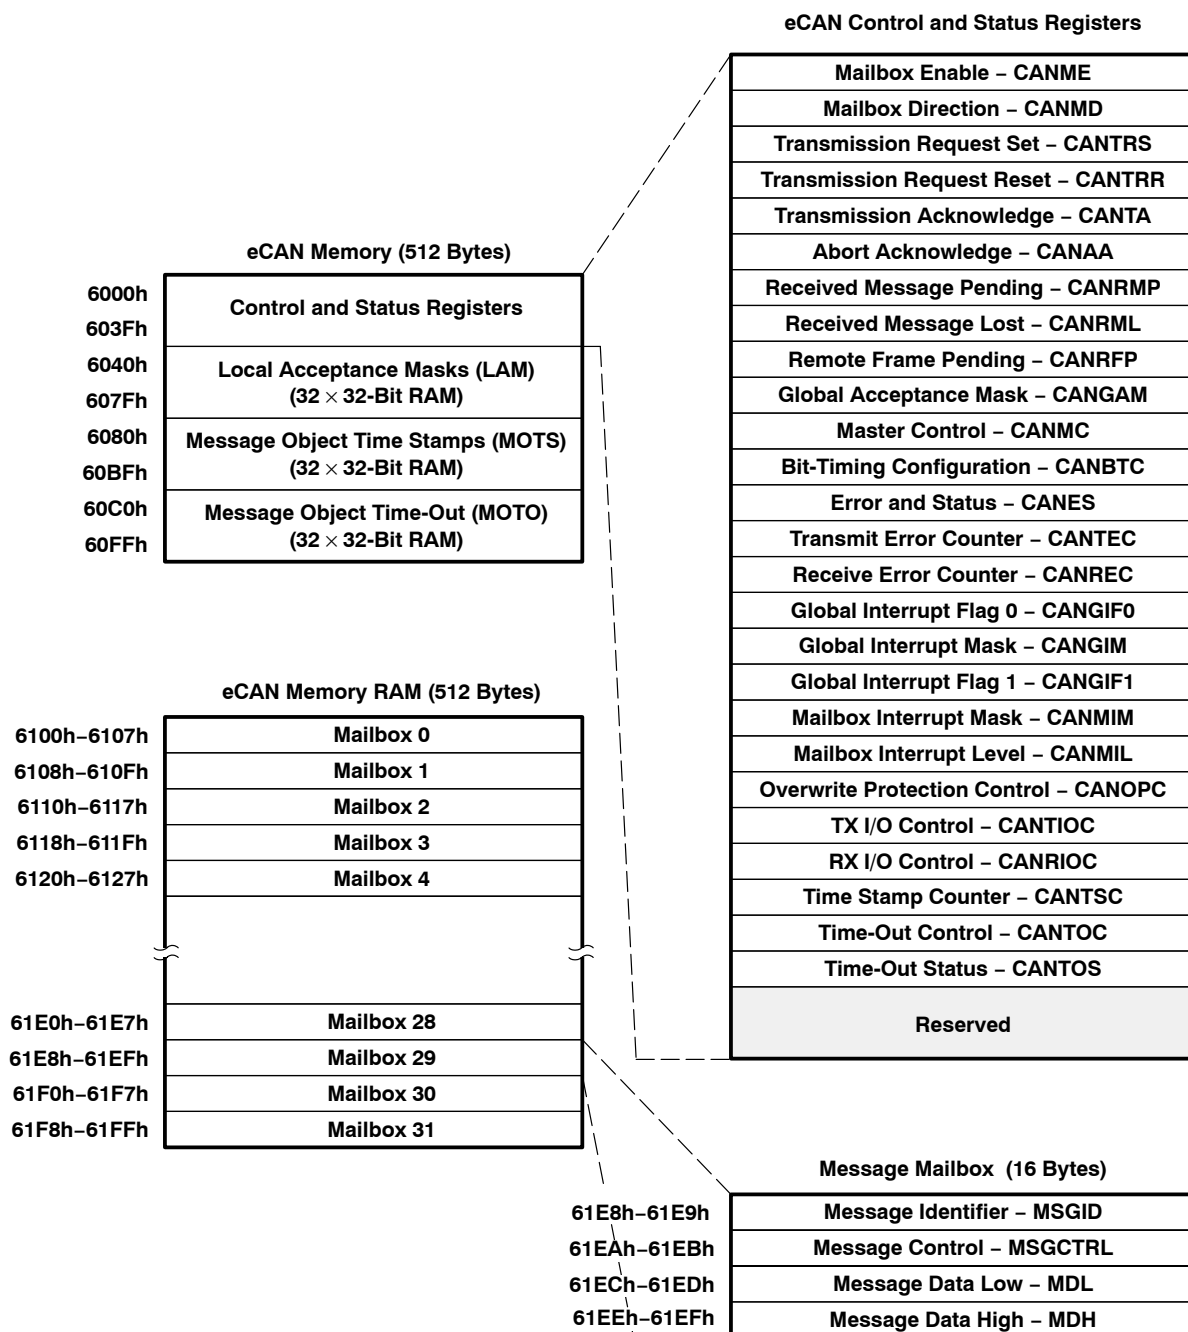 eCAN Control and Status Registers
Mailbox Enable − CANME
Mailbox Direction − CANMD
Transmission Request Set − CANTRS
Transmission Request Reset − CANTRR
Transmission Acknowledge − CANTA
Abort Acknowledge − CANAA
Received Message Pending − CANRMP
Received Message Lost − CANRML
Remote Frame Pending − CANRFP
Global Acceptance Mask − CANGAM
Master Control − CANMC
Bit-Timing Configuration − CANBTC
Error and Status − CANES
Transmit Error Counter − CANTEC
Receive Error Counter − CANREC
Global Interrupt Flag 0 − CANGIF0
Global Interrupt Mask − CANGIM
Global Interrupt Flag 1 − CANGIF1
Mailbox Interrupt Mask − CANMIM
Mailbox Interrupt Level − CANMIL
Overwrite Protection Control − CANOPC
TX I/O Control − CANTIOC
RX I/O Control − CANRIOC
Time Stamp Counter − CANTSC
Time-Out Control − CANTOC
Time-Out Status − CANTOS
Reserved
eCAN Memory (512 Bytes)
6000h
Control and Status Registers
603Fh
6040h
Local Acceptance Masks (LAM)
(32 × 32-Bit RAM)
607Fh
6080h
Message Object Time Stamps (MOTS)
(32 × 32-Bit RAM)
60BFh
60C0h
Message Object Time-Out (MOTO)
(32 × 32-Bit RAM)
60FFh
eCAN Memory RAM (512 Bytes)
6100h−6107h Mailbox 0
6108h−610Fh Mailbox 1
6110h−6117h Mailbox 2
6118h−611Fh Mailbox 3
6120h−6127h Mailbox 4
61E0h−61E7h Mailbox 28
61E8h−61EFh Mailbox 29
61F0h−61F7h Mailbox 30
61F8h−61FFh Mailbox 31
Message Mailbox (16 Bytes)
61E8h−61E9h Message Identifier − MSGID
61EAh−61EBh Message Control − MSGCTRL
61ECh−61EDh Message Data Low − MDL
61EEh−61EFh Message Data High − MDH